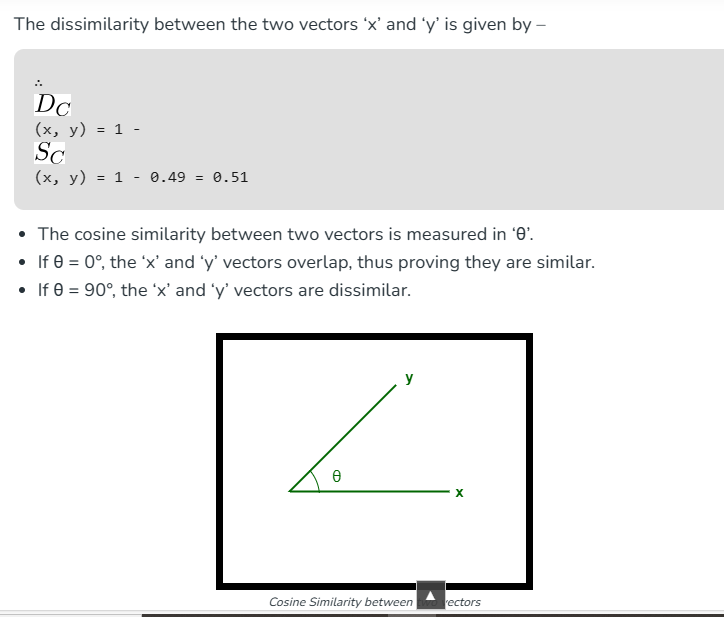 The dissimilarity between the two vectors ‘x’ and ‘y’ is given by –
∴
D_C
(x, y) = 1 -
S_C
(x, y) = 1 - 0.49 = 0.51
• The cosine similarity between two vectors is measured in ‘θ’.
• If θ = 0°, the ‘x’ and ‘y’ vectors overlap, thus proving they are similar.
• If θ = 90°, the ‘x’ and ‘y’ vectors are dissimilar.
y
θ
x
Cosine Similarity between vectors